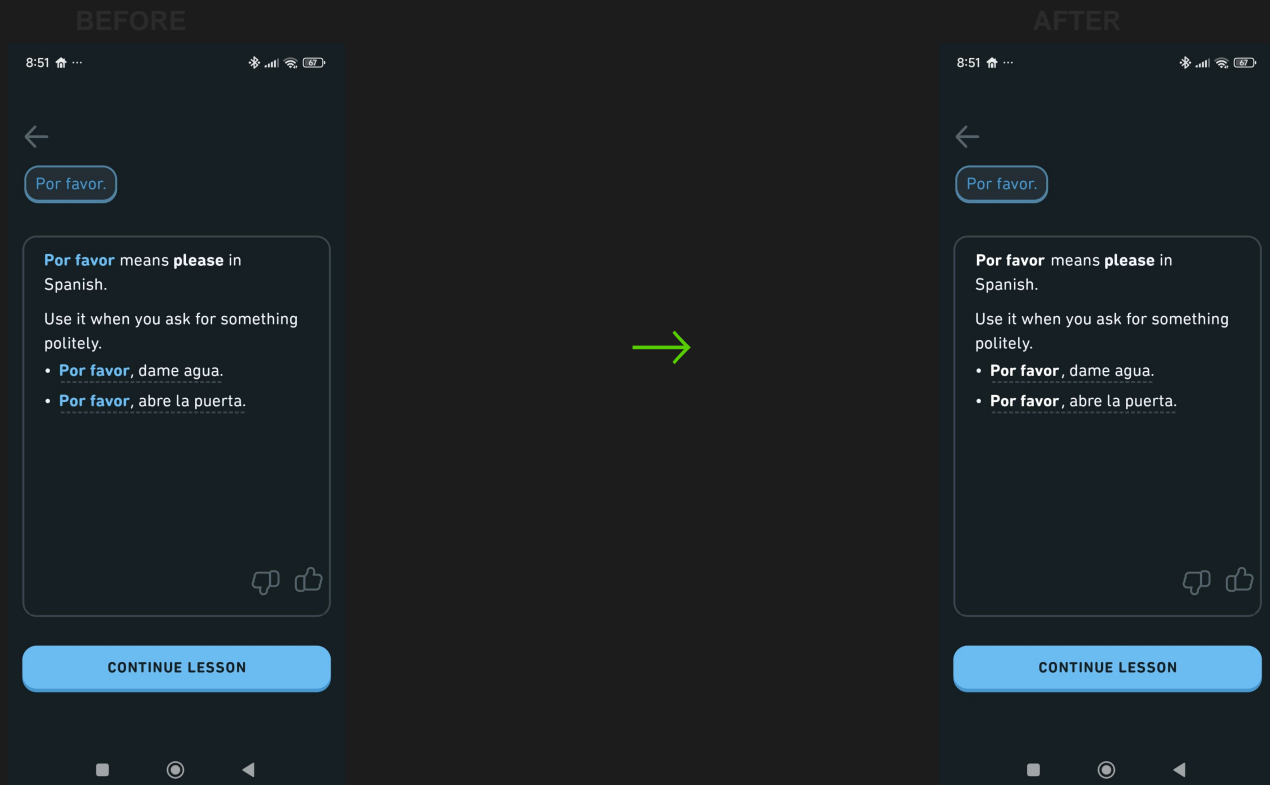 BEFORE
8:51 ··· 67
Por favor.
Por favor means please in
Spanish.
Use it when you ask for something
politely.
• Por favor, dame agua.
• Por favor, abre la puerta.
CONTINUE LESSON
AFTER
8:51 ··· 67
Por favor.
Por favor means please in
Spanish.
Use it when you ask for something
politely.
• Por favor, dame agua.
• Por favor, abre la puerta.
CONTINUE LESSON